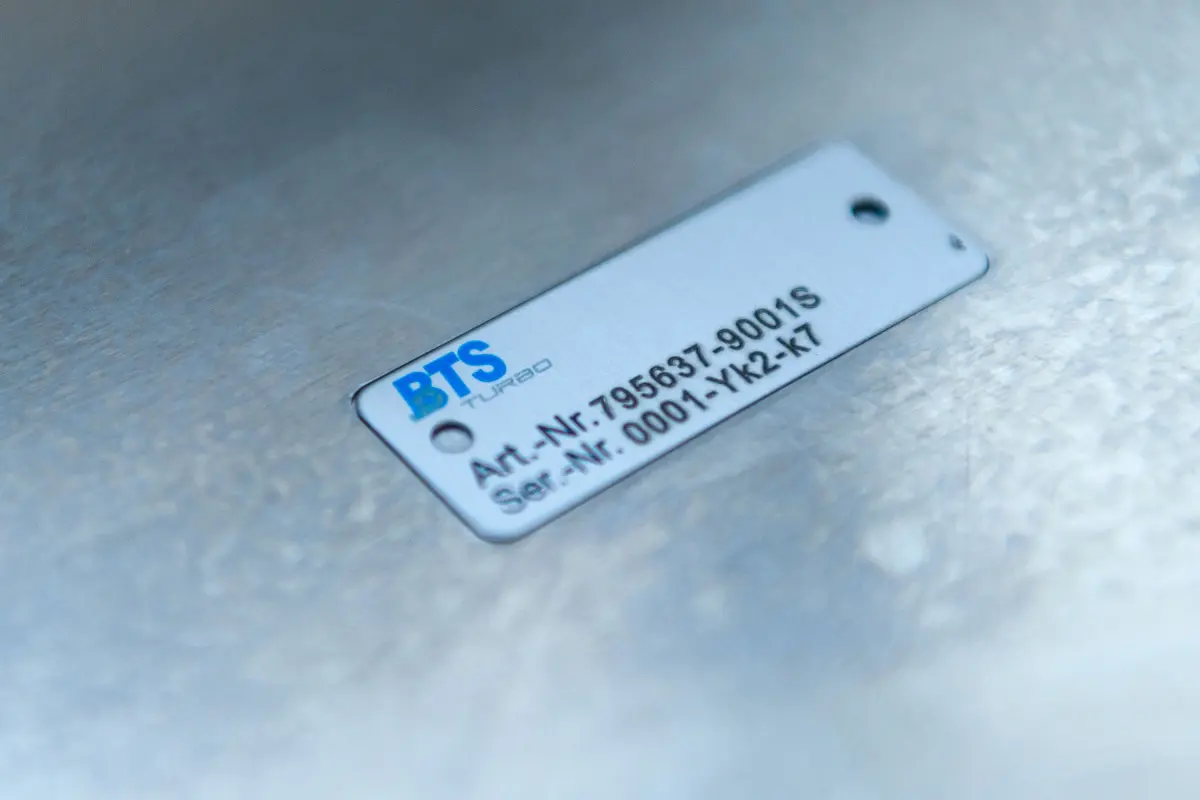 BTS
TURBO
Art.-Nr. 795637-9001S
Ser.-Nr. 0001-Yk2-k7